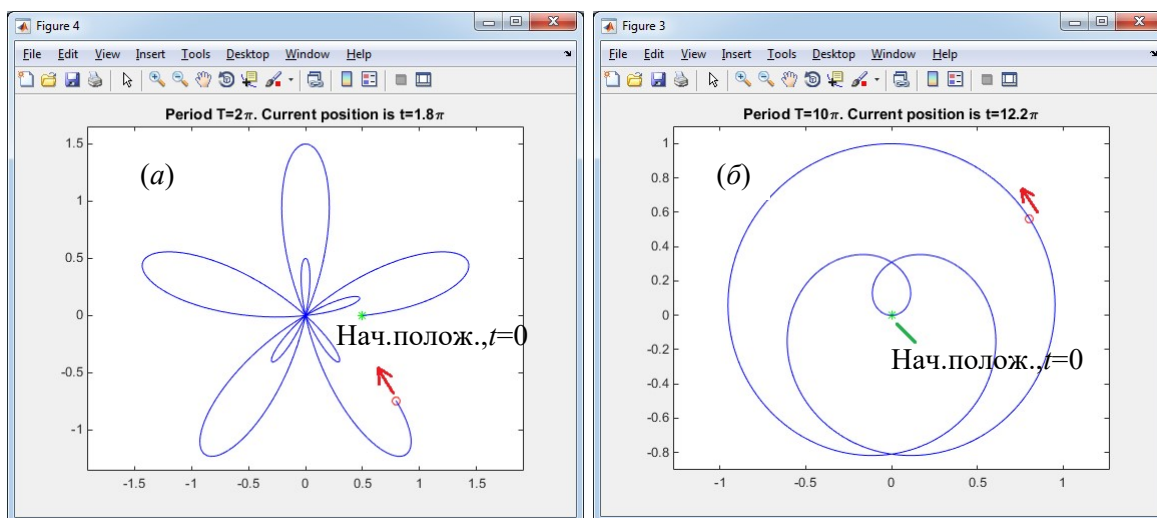 Figure 4
File Edit View Insert Tools Desktop Window Help
Period T=2π. Current position is t=1.8π
(а)
1.5
1
0.5
0
-0.5
-1
Нач.полож.,t=0
-1.5 -1 -0.5 0 0.5 1 1.5
Figure 3
File Edit View Insert Tools Desktop Window Help
Period T=10π. Current position is t=12.2π
(б)
1
0.8
0.6
0.4
0.2
0
-0.2
-0.4
-0.6
-0.8
Нач.полож.,t=0
-1 -0.5 0 0.5 1